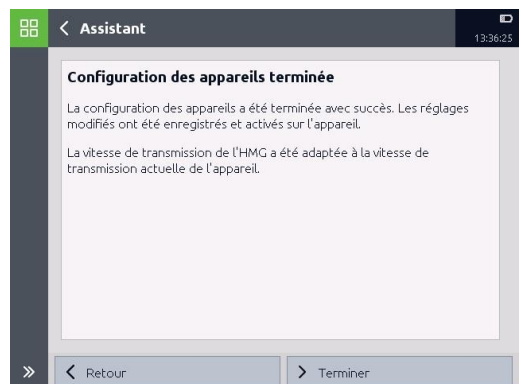 Assistant
13:36:25
Configuration des appareils terminée
La configuration des appareils a été terminée avec succès. Les réglages
modifiés ont été enregistrés et activés sur l'appareil.
La vitesse de transmission de l'HMG a été adaptée à la vitesse de
transmission actuelle de l'appareil.
Retour
Terminer